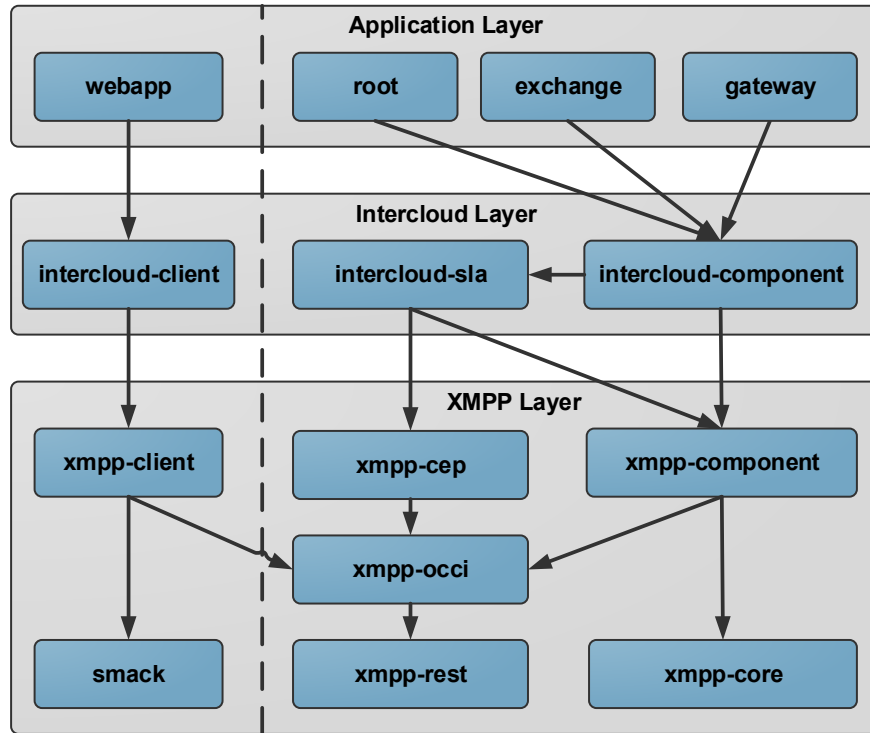 Application Layer
webapp
root
exchange
gateway
Intercloud Layer
intercloud-client
intercloud-sla
intercloud-component
XMPP Layer
xmpp-client
xmpp-cep
xmpp-component
xmpp-occi
smack
xmpp-rest
xmpp-core